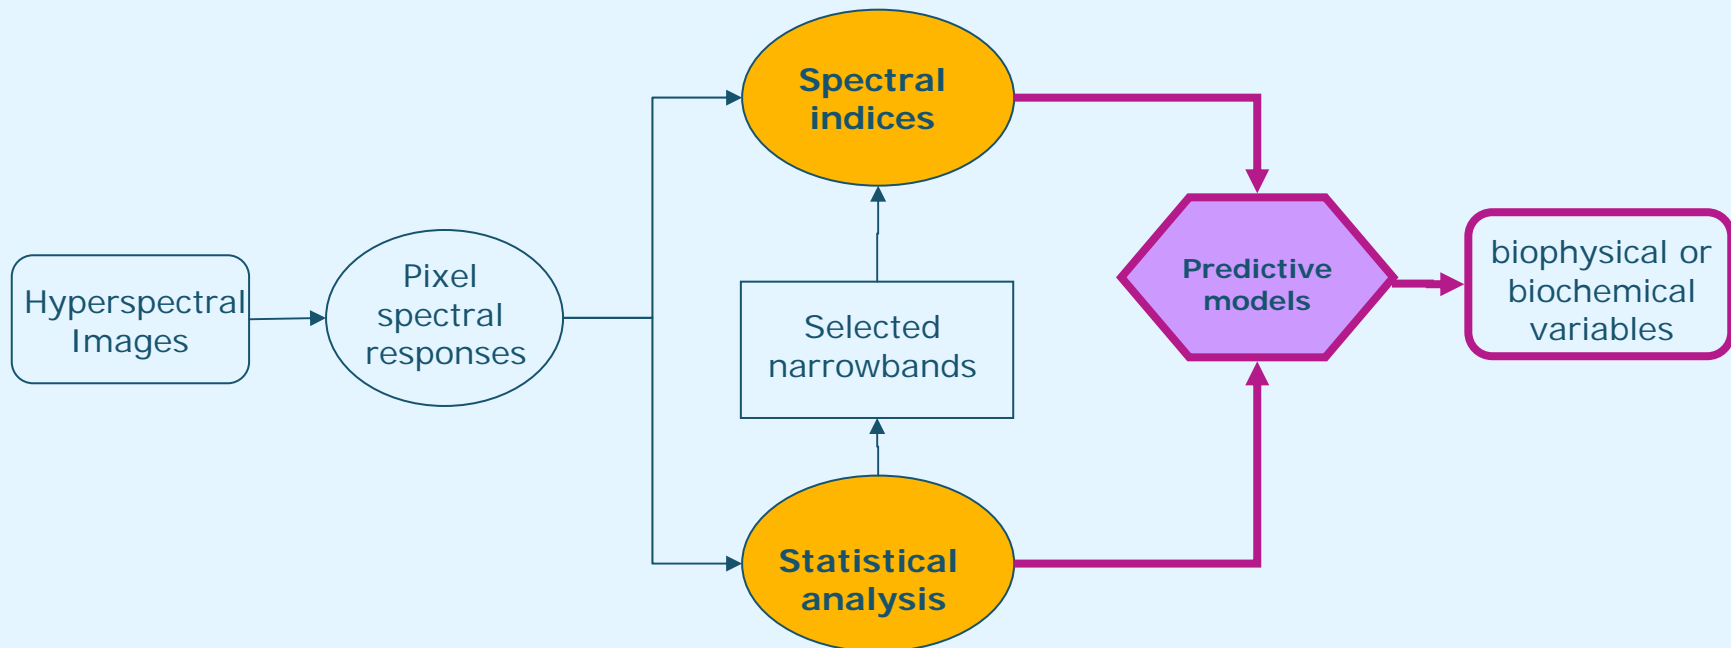 Hyperspectral
Images
Pixel
spectral
responses
Spectral
indices
Selected
narrowbands
Statistical
analysis
Predictive
models
biophysical or
biochemical
variables